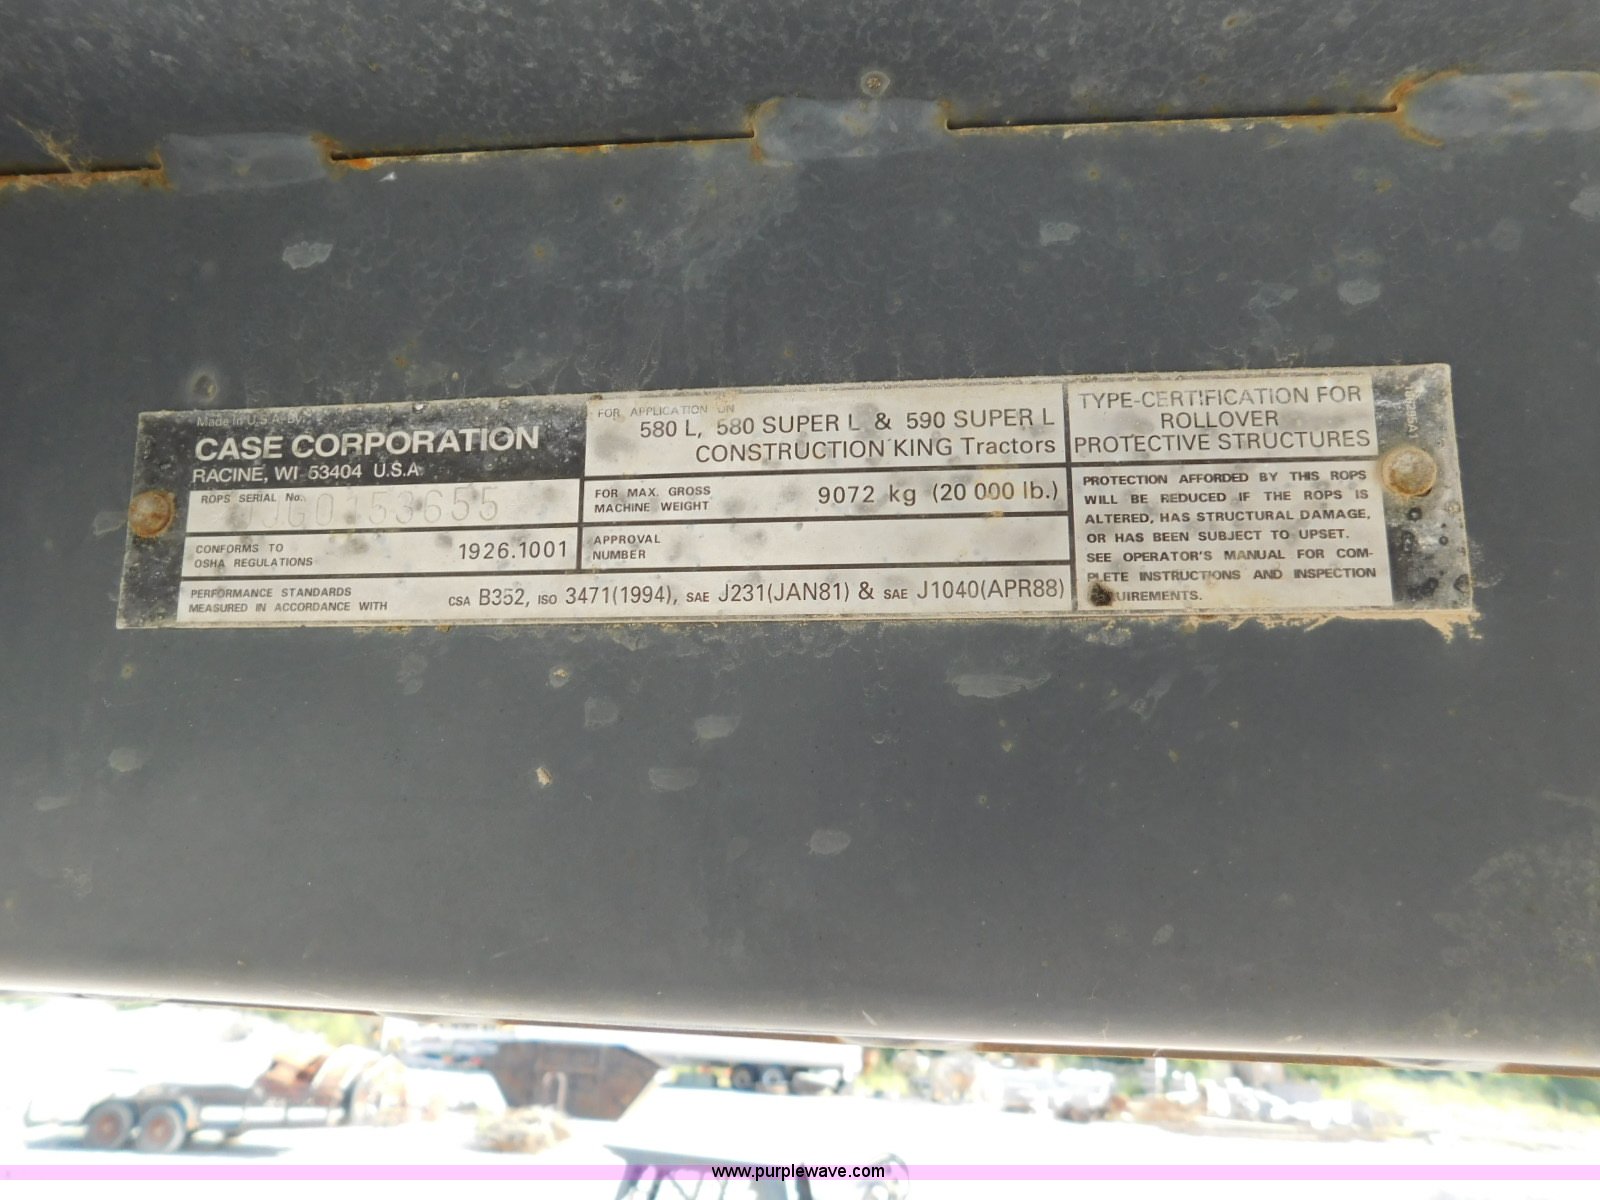 Made in U.S.A. By
CASE CORPORATION
RACINE, WI 53404 U.S.A.
ROPS SERIAL No. JJG0153655
CONFORMS TO
OSHA REGULATIONS
1926.1001
PERFORMANCE STANDARDS
MEASURED IN ACCORDANCE WITH
CSA B352, ISO 3471(1994), SAE J231(JAN81) & SAE J1040(APR88)
FOR APPLICATION ON
580 L, 580 SUPER L & 590 SUPER L
CONSTRUCTION KING Tractors
FOR MAX. GROSS
MACHINE WEIGHT
9072 kg (20 000 lb.)
APPROVAL
NUMBER
TYPE-CERTIFICATION FOR
ROLLOVER
PROTECTIVE STRUCTURES
PROTECTION AFFORDED BY THIS ROPS
WILL BE REDUCED IF THE ROPS IS
ALTERED, HAS STRUCTURAL DAMAGE,
OR HAS BEEN SUBJECT TO UPSET.
SEE OPERATOR'S MANUAL FOR COM-
PLETE INSTRUCTIONS AND INSPECTION
QUIREMENTS.
www.purplewave.com